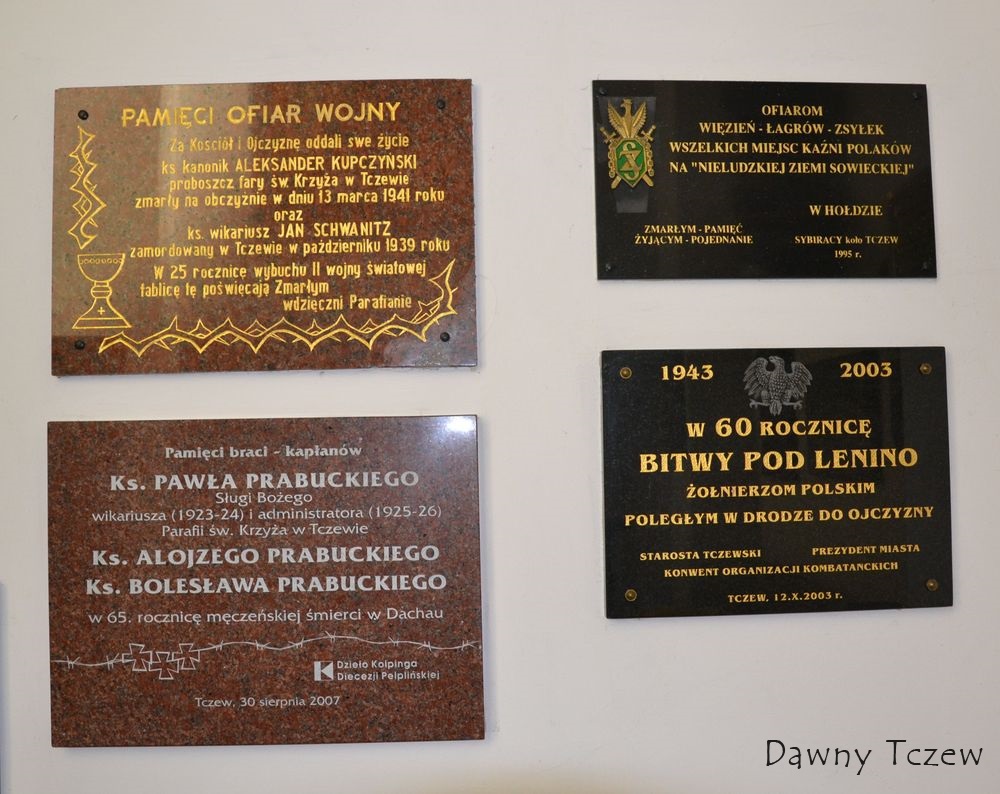 PAMIĘCI OFIAR WOJNY
Za Kościół i Ojczyznę oddali swe życie
ks kanonik ALEKSANDER KUPCZYŃSKI
proboszcz fary św. Krzyża w Tczewie
zmarły na obczyźnie w dniu 13 marca 1941 roku
oraz
ks. wikariusz JAN SCHWANITZ
zamordowany w Tczewie w październiku 1939 roku
W 25 rocznicę wybuchu II wojny światowej
tablicę tę poświęcają Zmarłym
wdzięczni Parafianie
OFIAROM
WIĘZIEŃ - ŁAGRÓW - ZSYŁEK
WSZELKICH MIEJSC KAŹNI POLAKÓW
NA "NIELUDZKIEJ ZIEMI SOWIECKIEJ"
W HOŁDZIE
ZMARŁYM - PAMIĘĆ
ŻYJĄCYM - POJEDNANIE
SYBIRACY koło TCZEW
1995 r.
Pamięci braci - kapłanów
Ks. PAWŁA PRABUCKIEGO
Sługi Bożego
wikariusza (1923-24) i administratora (1925-26)
Parafii św. Krzyża w Tczewie
Ks. ALOJZEGO PRABUCKIEGO
Ks. BOLESŁAWA PRABUCKIEGO
w 65. rocznicę męczeńskiej śmierci w Dachau
Dzieło Kolpinga
Diecezji Pelplińskiej
Tczew, 30 sierpnia 2007
1943 2003
W 60 ROCZNICĘ
BITWY POD LENINO
ŻOŁNIERZOM POLSKIM
POLEGŁYM W DRODZE DO OJCZYZNY
STAROSTA TCZEWSKI PREZYDENT MIASTA
KONWENT ORGANIZACJI KOMBATANCKICH
TCZEW, 12.X.2003 r.
Dawny Tczew